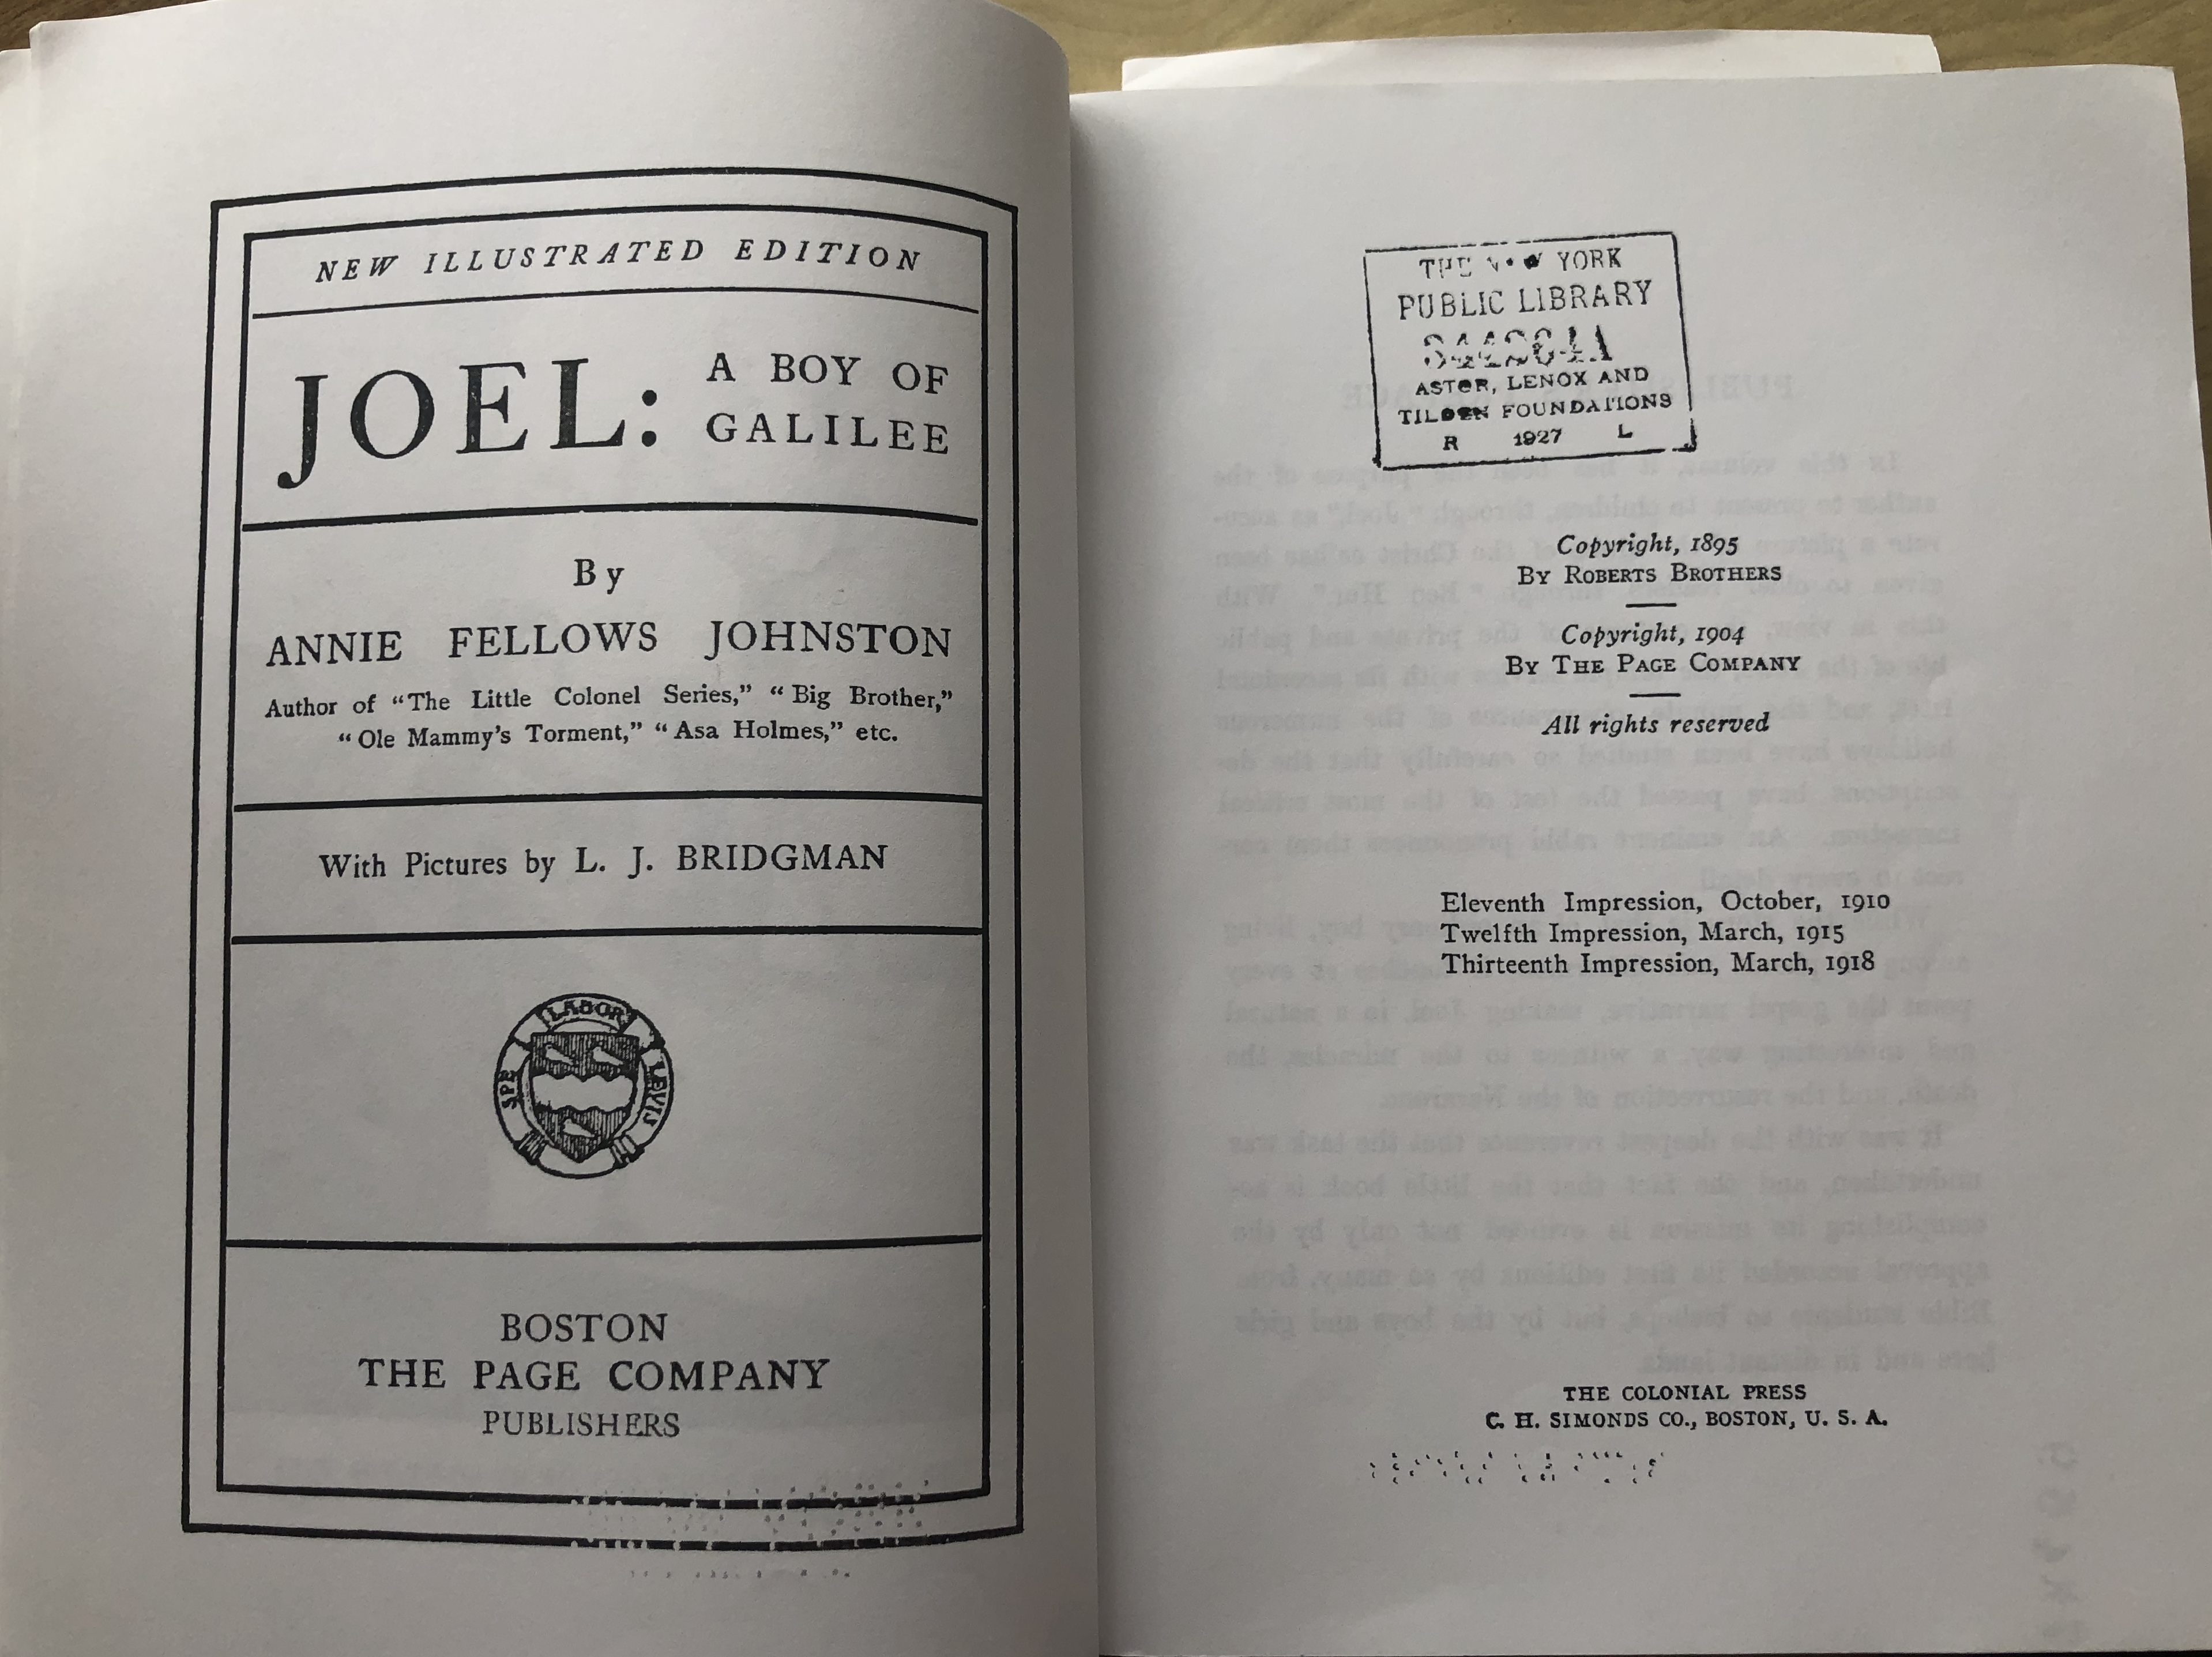 NEW ILLUSTRATED EDITION
JOEL: A BOY OF
GALILEE
By
ANNIE FELLOWS JOHNSTON
Author of “The Little Colonel Series,” “Big Brother,”
“Ole Mammy’s Torment,” “Asa Holmes,” etc.
With Pictures by L. J. BRIDGMAN
SPE LABOR LEVIS
BOSTON
THE PAGE COMPANY
PUBLISHERS
THE NEW YORK
PUBLIC LIBRARY
ASTOR, LENOX AND
TILDEN FOUNDATIONS
R 1927 L
Copyright, 1895
BY ROBERTS BROTHERS
Copyright, 1904
BY THE PAGE COMPANY
All rights reserved
Eleventh Impression, October, 1910
Twelfth Impression, March, 1915
Thirteenth Impression, March, 1918
THE COLONIAL PRESS
C. H. SIMONDS CO., BOSTON, U. S. A.